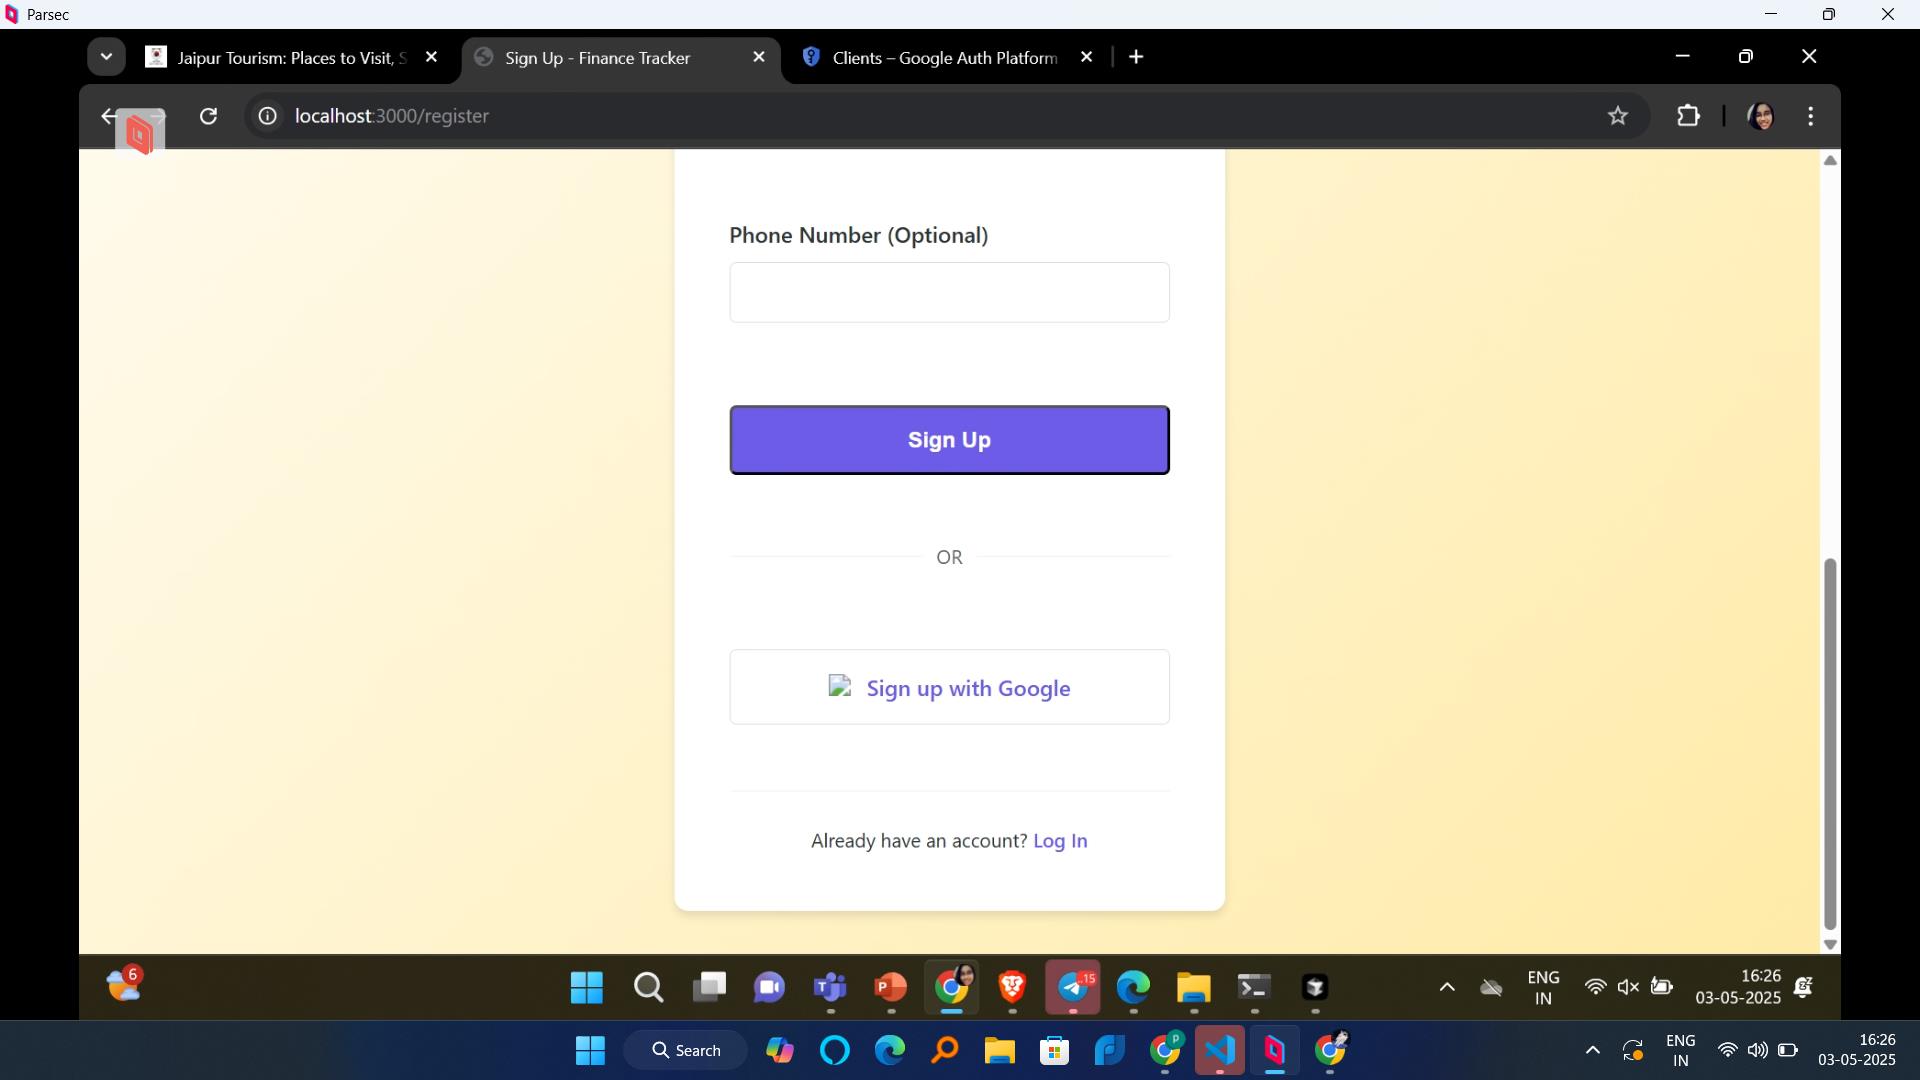 Parsec
Jaipur Tourism: Places to Visit, S
Sign Up - Finance Tracker
Clients – Google Auth Platform
localhost:3000/register
Phone Number (Optional)
Sign Up
OR
Sign up with Google
Already have an account? Log In
6
15
ENG
IN
16:26
03-05-2025
Search
P
ENG
IN
16:26
03-05-2025